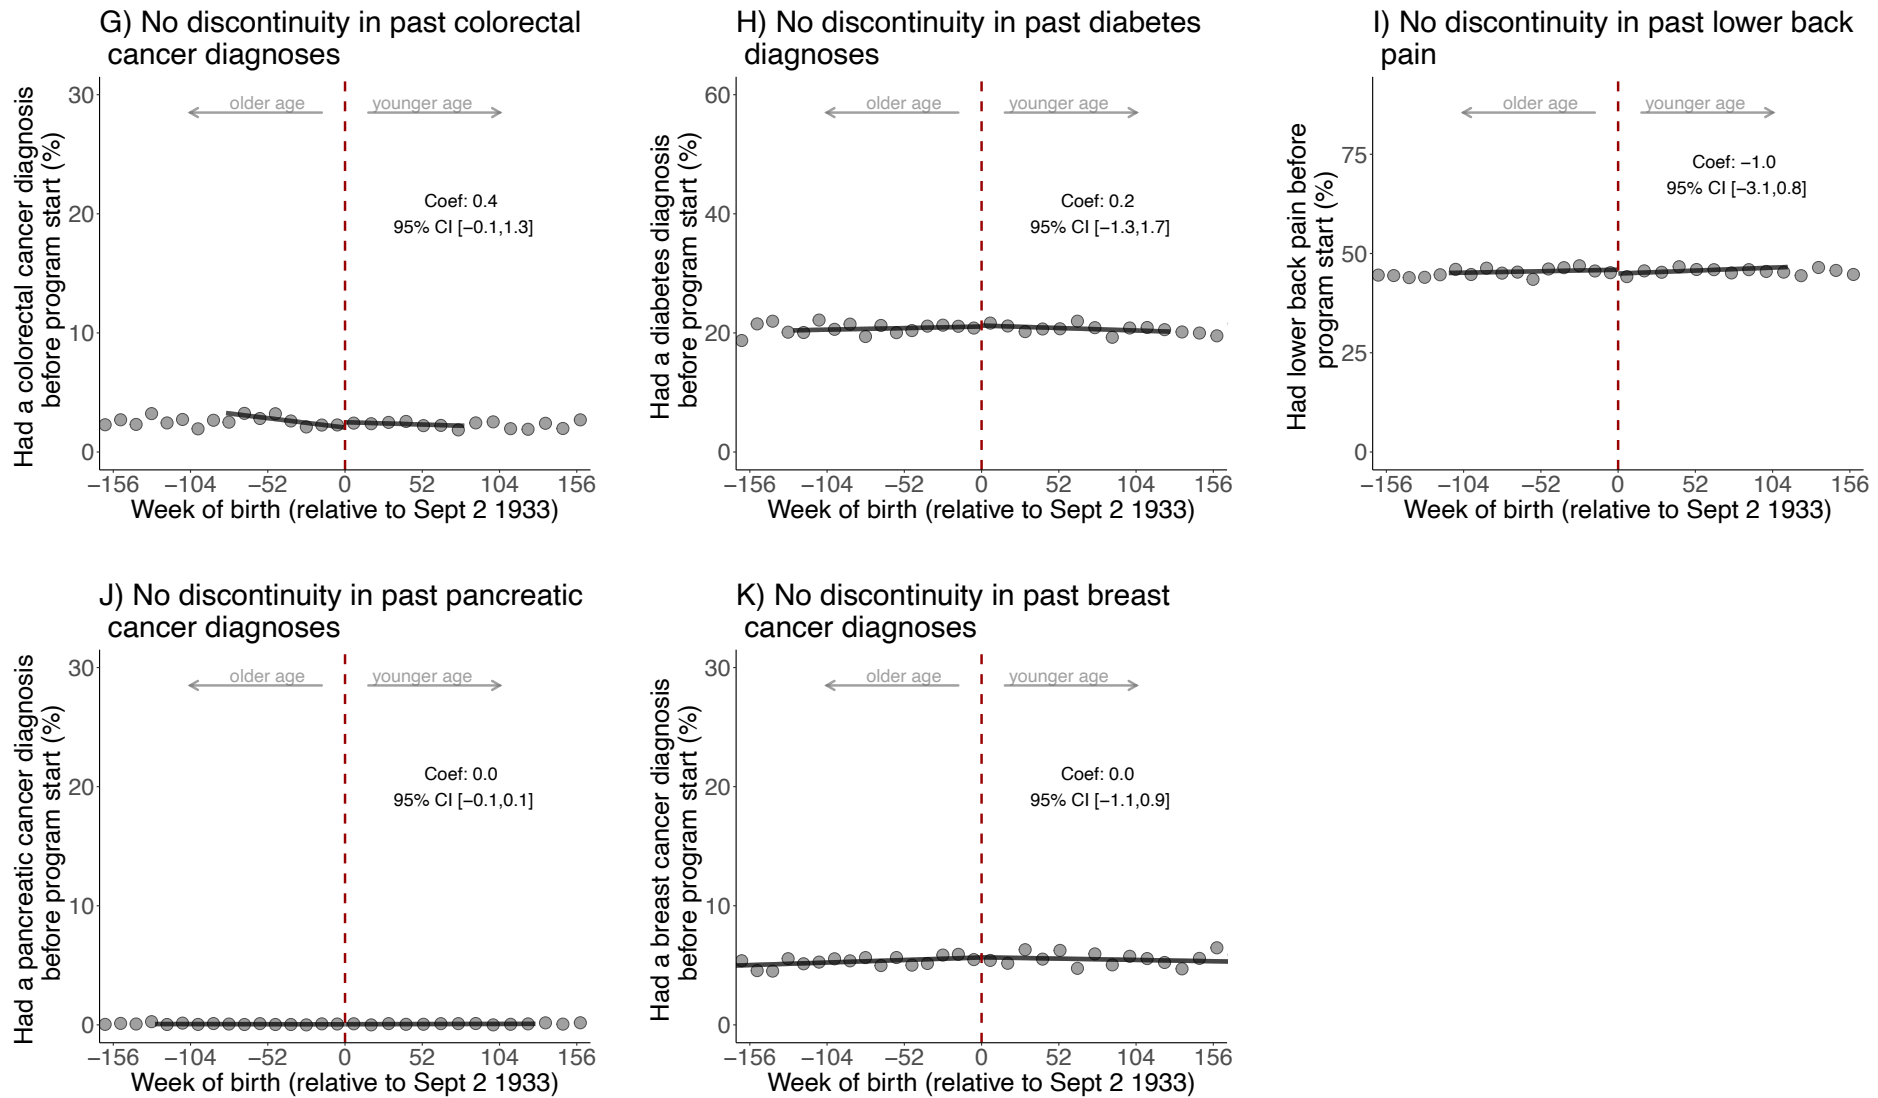 G) No discontinuity in past colorectal
cancer diagnoses
Had a colorectal cancer diagnosis
before program start (%)
30
20
10
0
older age
younger age
Coef: 0.4
95% CI [−0.1,1.3]
−156 −104 −52 0 52 104 156
Week of birth (relative to Sept 2 1933)
H) No discontinuity in past diabetes
diagnoses
Had a diabetes diagnosis
before program start (%)
60
40
20
0
older age
younger age
Coef: 0.2
95% CI [−1.3,1.7]
−156 −104 −52 0 52 104 156
Week of birth (relative to Sept 2 1933)
I) No discontinuity in past lower back
pain
Had lower back pain before
program start (%)
75
50
25
0
older age
younger age
Coef: −1.0
95% CI [−3.1,0.8]
−156 −104 −52 0 52 104 156
Week of birth (relative to Sept 2 1933)
J) No discontinuity in past pancreatic
cancer diagnoses
Had a pancreatic cancer diagnosis
before program start (%)
30
20
10
0
older age
younger age
Coef: 0.0
95% CI [−0.1,0.1]
−156 −104 −52 0 52 104 156
Week of birth (relative to Sept 2 1933)
K) No discontinuity in past breast
cancer diagnoses
Had a breast cancer diagnosis
before program start (%)
30
20
10
0
older age
younger age
Coef: 0.0
95% CI [−1.1,0.9]
−156 −104 −52 0 52 104 156
Week of birth (relative to Sept 2 1933)